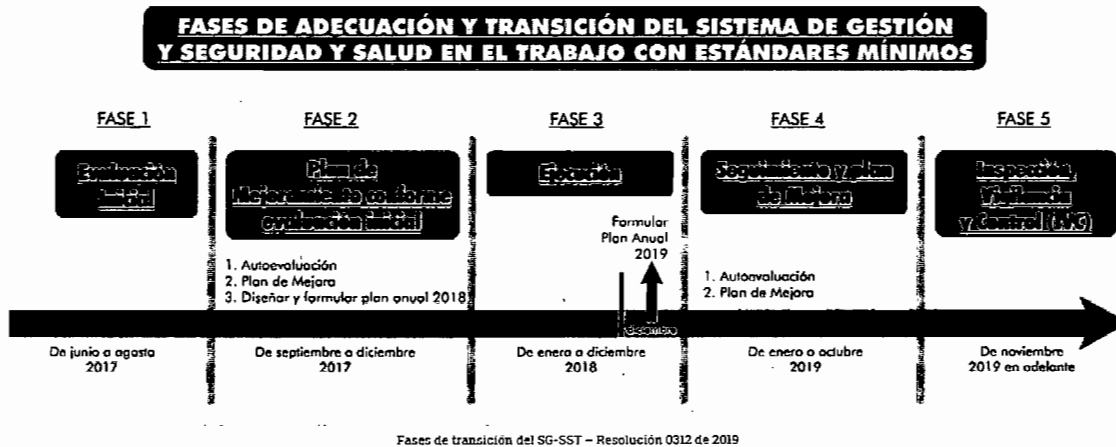 FASES DE ADECUACIÓN Y TRANSICIÓN DEL SISTEMA DE GESTIÓN
Y SEGURIDAD Y SALUD EN EL TRABAJO CON ESTÁNDARES MÍNIMOS
FASE 1
Evaluación
Inicial
De junio a agosto
2017
FASE 2
Plan de
Mejoramiento conforme
evaluación inicial
1. Autoevaluación
2. Plan de Mejora
3. Diseñar y formular plan anual 2018
De septiembre a diciembre
2017
FASE 3
Ejecución
Formular
Plan Anual
2019
diciembre
De enero a diciembre
2018
FASE 4
Seguimiento y plan
de Mejora
1. Autoevaluación
2. Plan de Mejora
De enero a octubre
2019
FASE 5
Inspección,
Vigilancia
y Control (IVC)
De noviembre
2019 en adelante
Fases de transición del SG-SST – Resolución 0312 de 2019